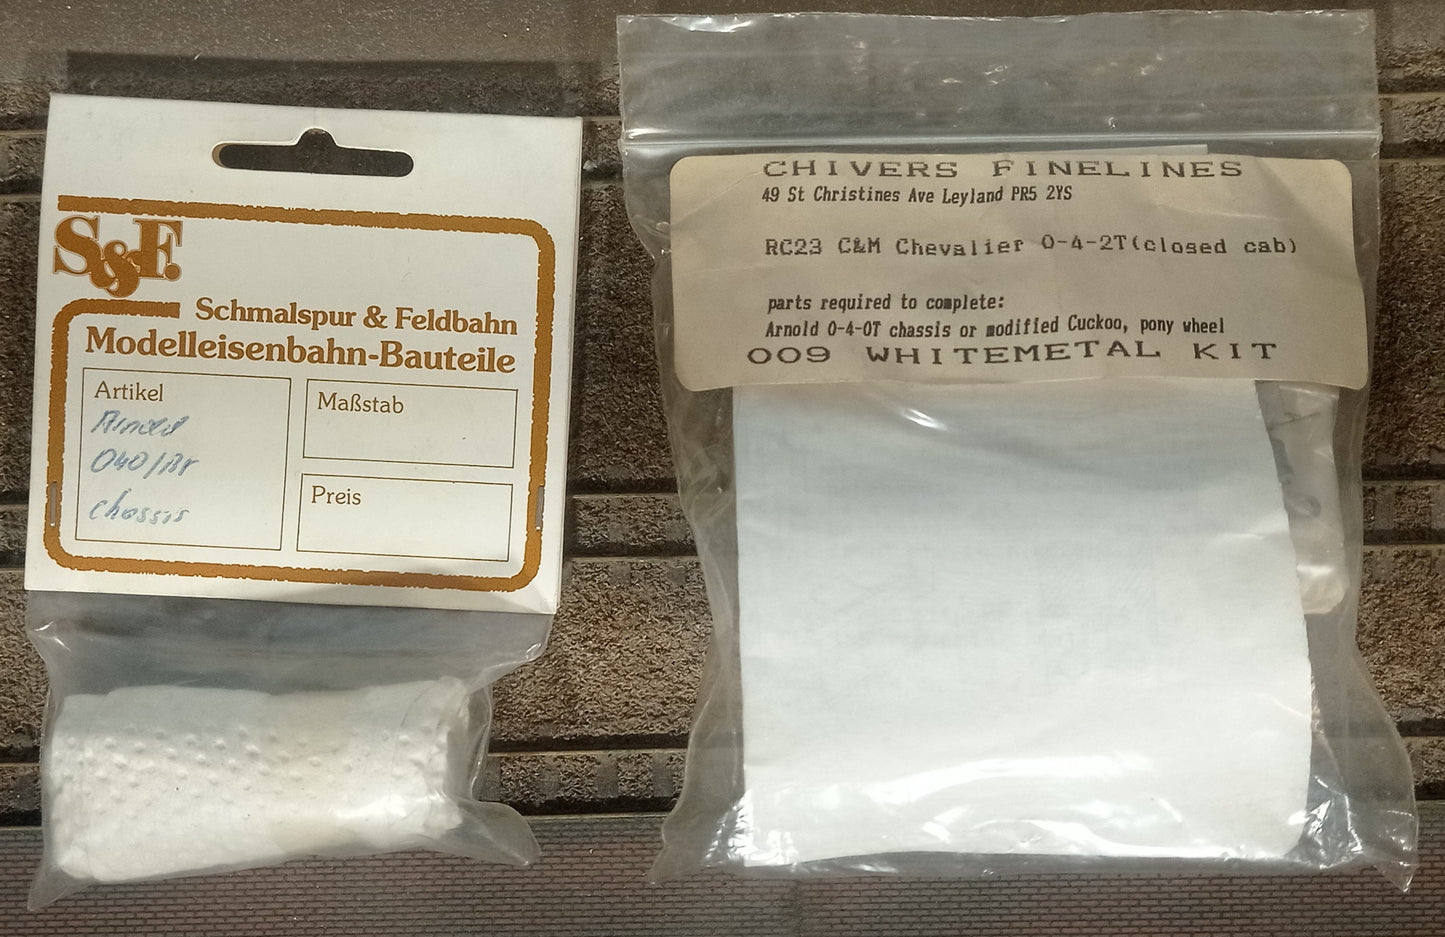 S&F.
Schmalspur & Feldbahn
Modelleisenbahn-Bauteile
Artikel
Arnold
040/Br
chassis
Maßstab
Preis
CHIVERS FINELINES
49 St Christines Ave Leyland PR5 2YS
RC23 C&M Chevalier 0-4-2T(closed cab)
parts required to complete:
Arnold 0-4-0T chassis or modified Cuckoo, pony wheel
OO9 WHITEMETAL KIT